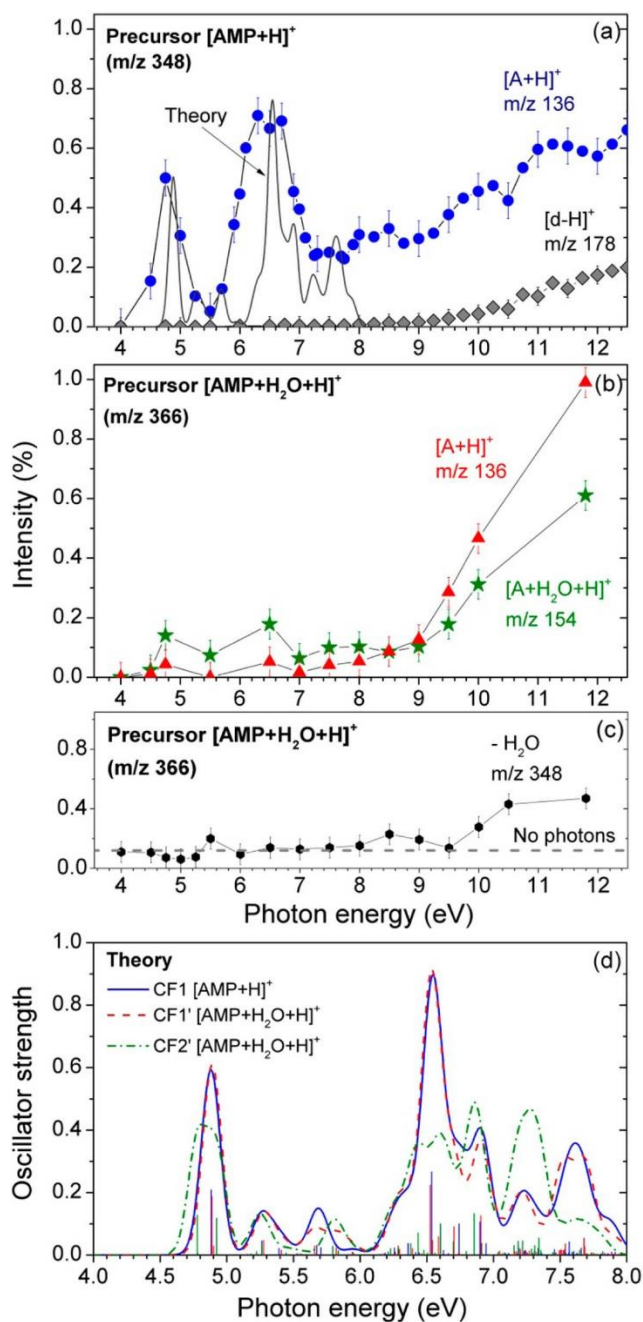 Precursor [AMP+H]⁺
(m/z 348)
(a)
Theory
[A+H]⁺
m/z 136
[d-H]⁺
m/z 178
1.0
0.8
0.6
0.4
0.2
0.0
4 5 6 7 8 9 10 11 12
Precursor [AMP+H₂O+H]⁺
(m/z 366)
(b)
[A+H]⁺
m/z 136
[A+H₂O+H]⁺
m/z 154
Intensity (%)
1.0
0.8
0.6
0.4
0.2
0.0
4 5 6 7 8 9 10 11 12
Precursor [AMP+H₂O+H]⁺
(m/z 366)
(c)
- H₂O
m/z 348
No photons
0.8
0.4
0.0
4 5 6 7 8 9 10 11 12
Photon energy (eV)
Theory
(d)
CF1 [AMP+H]⁺
CF1' [AMP+H₂O+H]⁺
CF2' [AMP+H₂O+H]⁺
Oscillator strength
1.0
0.8
0.6
0.4
0.2
0.0
4.0 4.5 5.0 5.5 6.0 6.5 7.0 7.5 8.0
Photon energy (eV)